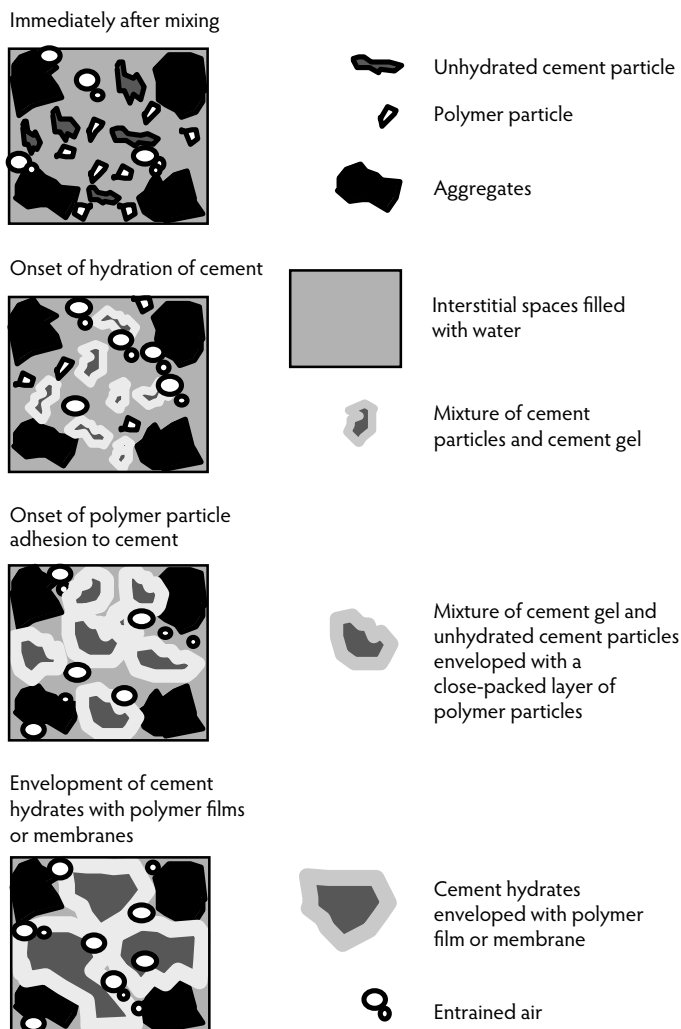 Immediately after mixing
Unhydrated cement particle
Polymer particle
Aggregates
Onset of hydration of cement
Interstitial spaces filled
with water
Mixture of cement
particles and cement gel
Onset of polymer particle
adhesion to cement
Mixture of cement gel and
unhydrated cement particles
enveloped with a
close-packed layer of
polymer particles
Envelopment of cement
hydrates with polymer films
or membranes
Cement hydrates
enveloped with polymer
film or membrane
Entrained air